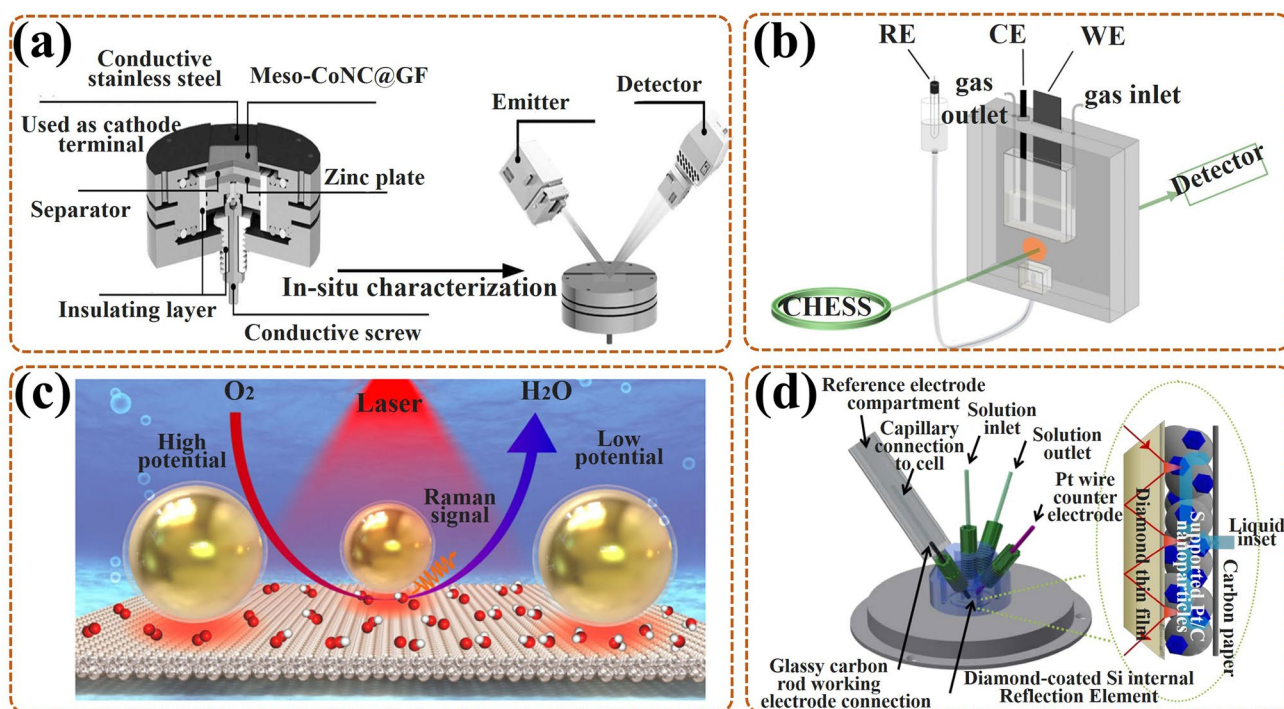 (a)
Conductive
stainless steel
Meso-CoNC@GF
Used as cathode
terminal
Zinc plate
Separator
Insulating layer
Conductive screw
In-situ characterization
Emitter
Detector
(b)
RE
CE
WE
gas
outlet
gas inlet
Detector
CHESS
(c)
O2
Laser
H2O
High
potential
Low
potential
Raman
signal
(d)
Reference electrode
compartment
Capillary
connection
to cell
Solution
inlet
Solution
outlet
Pt wire
counter
electrode
Glassy carbon
rod working
electrode connection
Diamond-coated Si internal
Reflection Element
Diamond thin film
Supported Pt/C
nanoparticles
Liquid
inset
Carbon paper